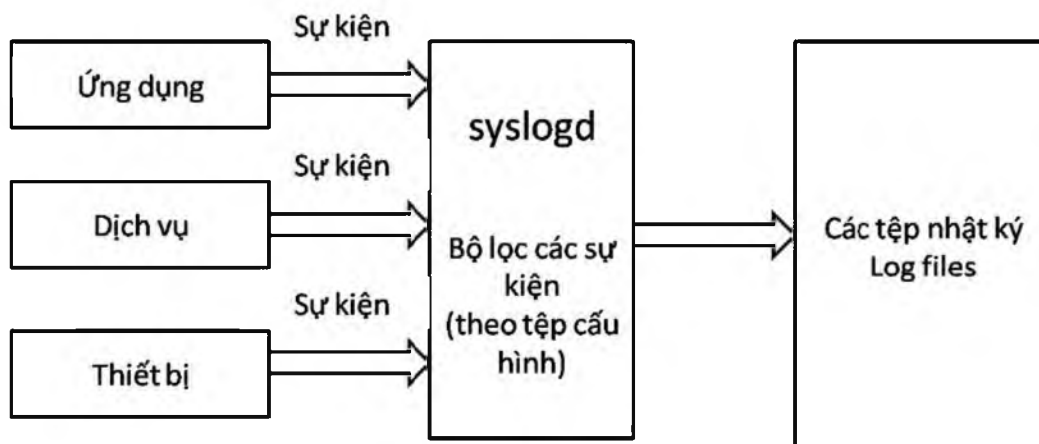 Sự kiện
Ứng dụng
syslogd
Sự kiện
Dịch vụ
Bộ lọc các sự
kiện
(theo tệp cấu
hình)
Các tệp nhật ký
Log files
Sự kiện
Thiết bị